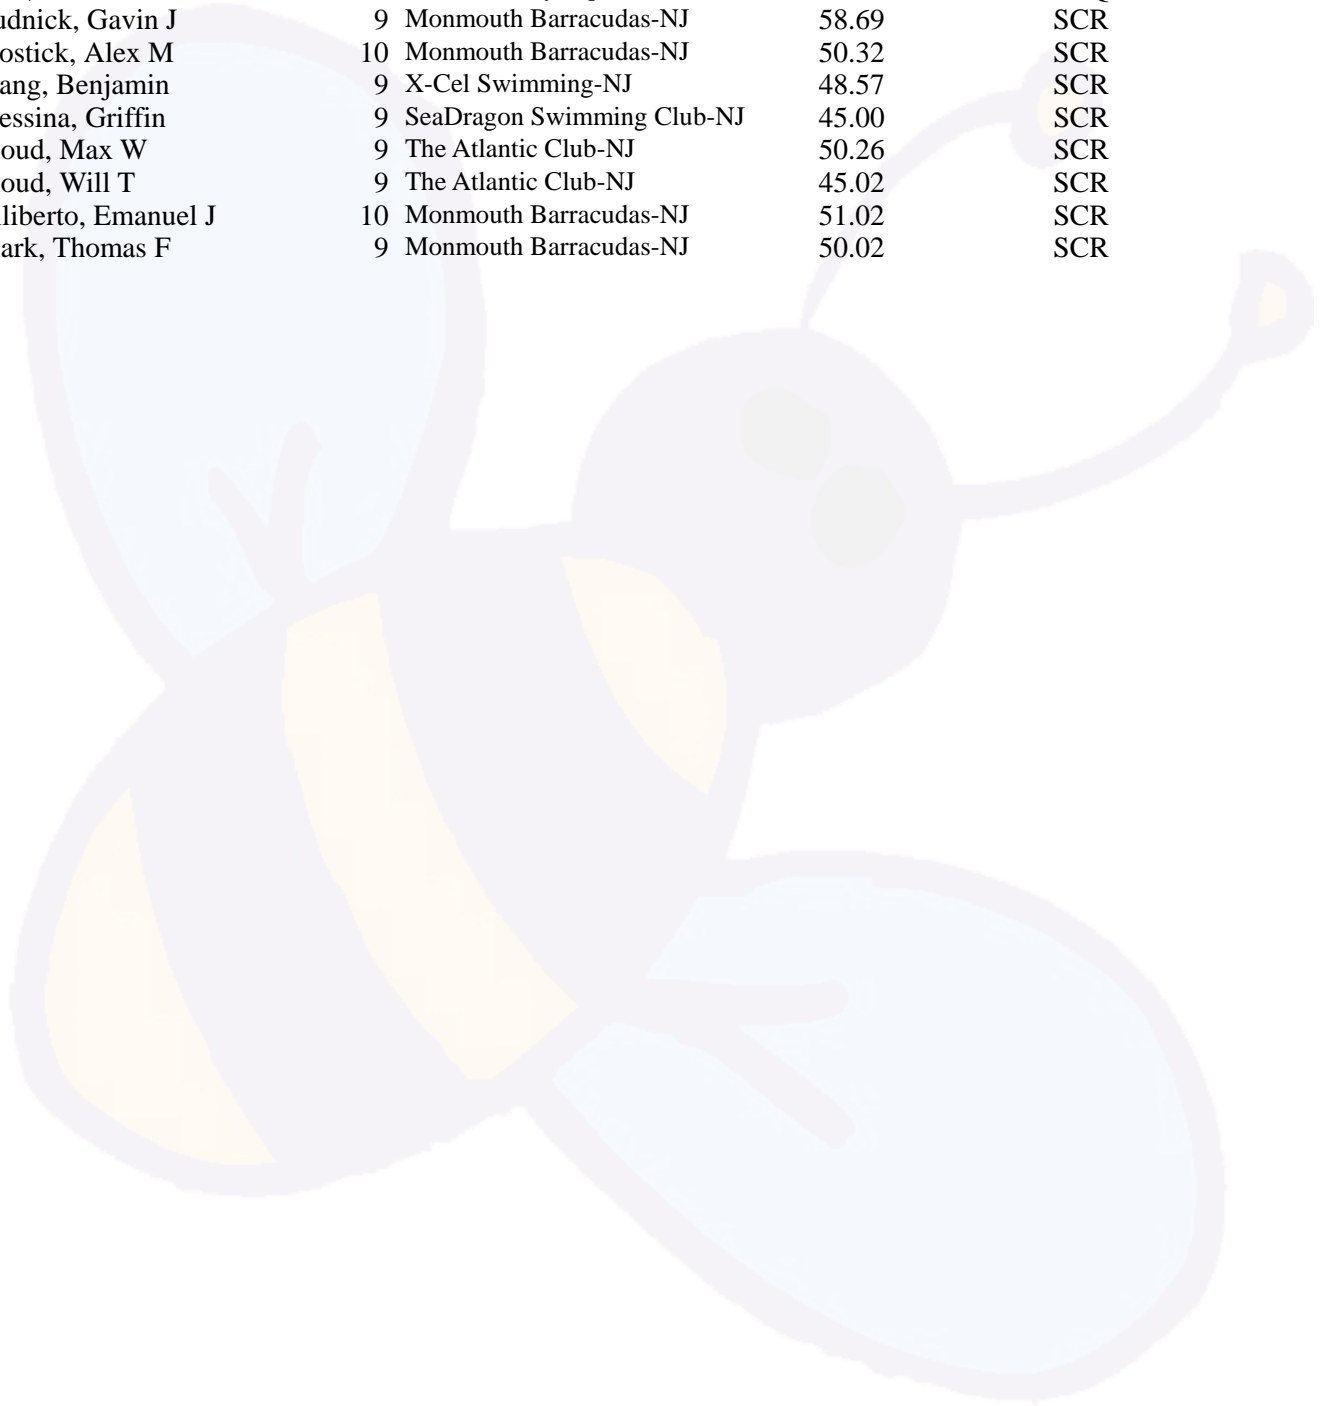 udnick, Gavin J 9 Monmouth Barracudas-NJ 58.69 SCR
ostick, Alex M 10 Monmouth Barracudas-NJ 50.32 SCR
ang, Benjamin 9 X-Cel Swimming-NJ 48.57 SCR
essina, Griffin 9 SeaDragon Swimming Club-NJ 45.00 SCR
oud, Max W 9 The Atlantic Club-NJ 50.26 SCR
oud, Will T 9 The Atlantic Club-NJ 45.02 SCR
liberto, Emanuel J 10 Monmouth Barracudas-NJ 51.02 SCR
ark, Thomas F 9 Monmouth Barracudas-NJ 50.02 SCR